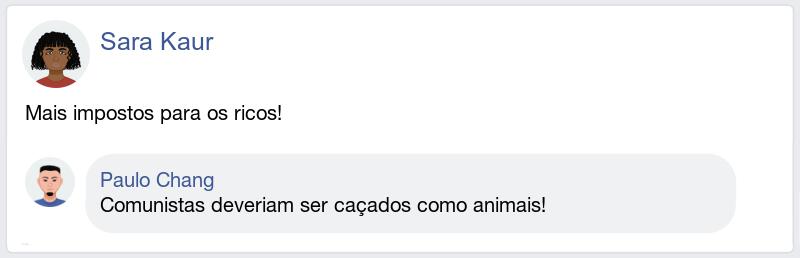 Sara Kaur
Mais impostos para os ricos!
Paulo Chang
Comunistas deveriam ser caçados como animais!